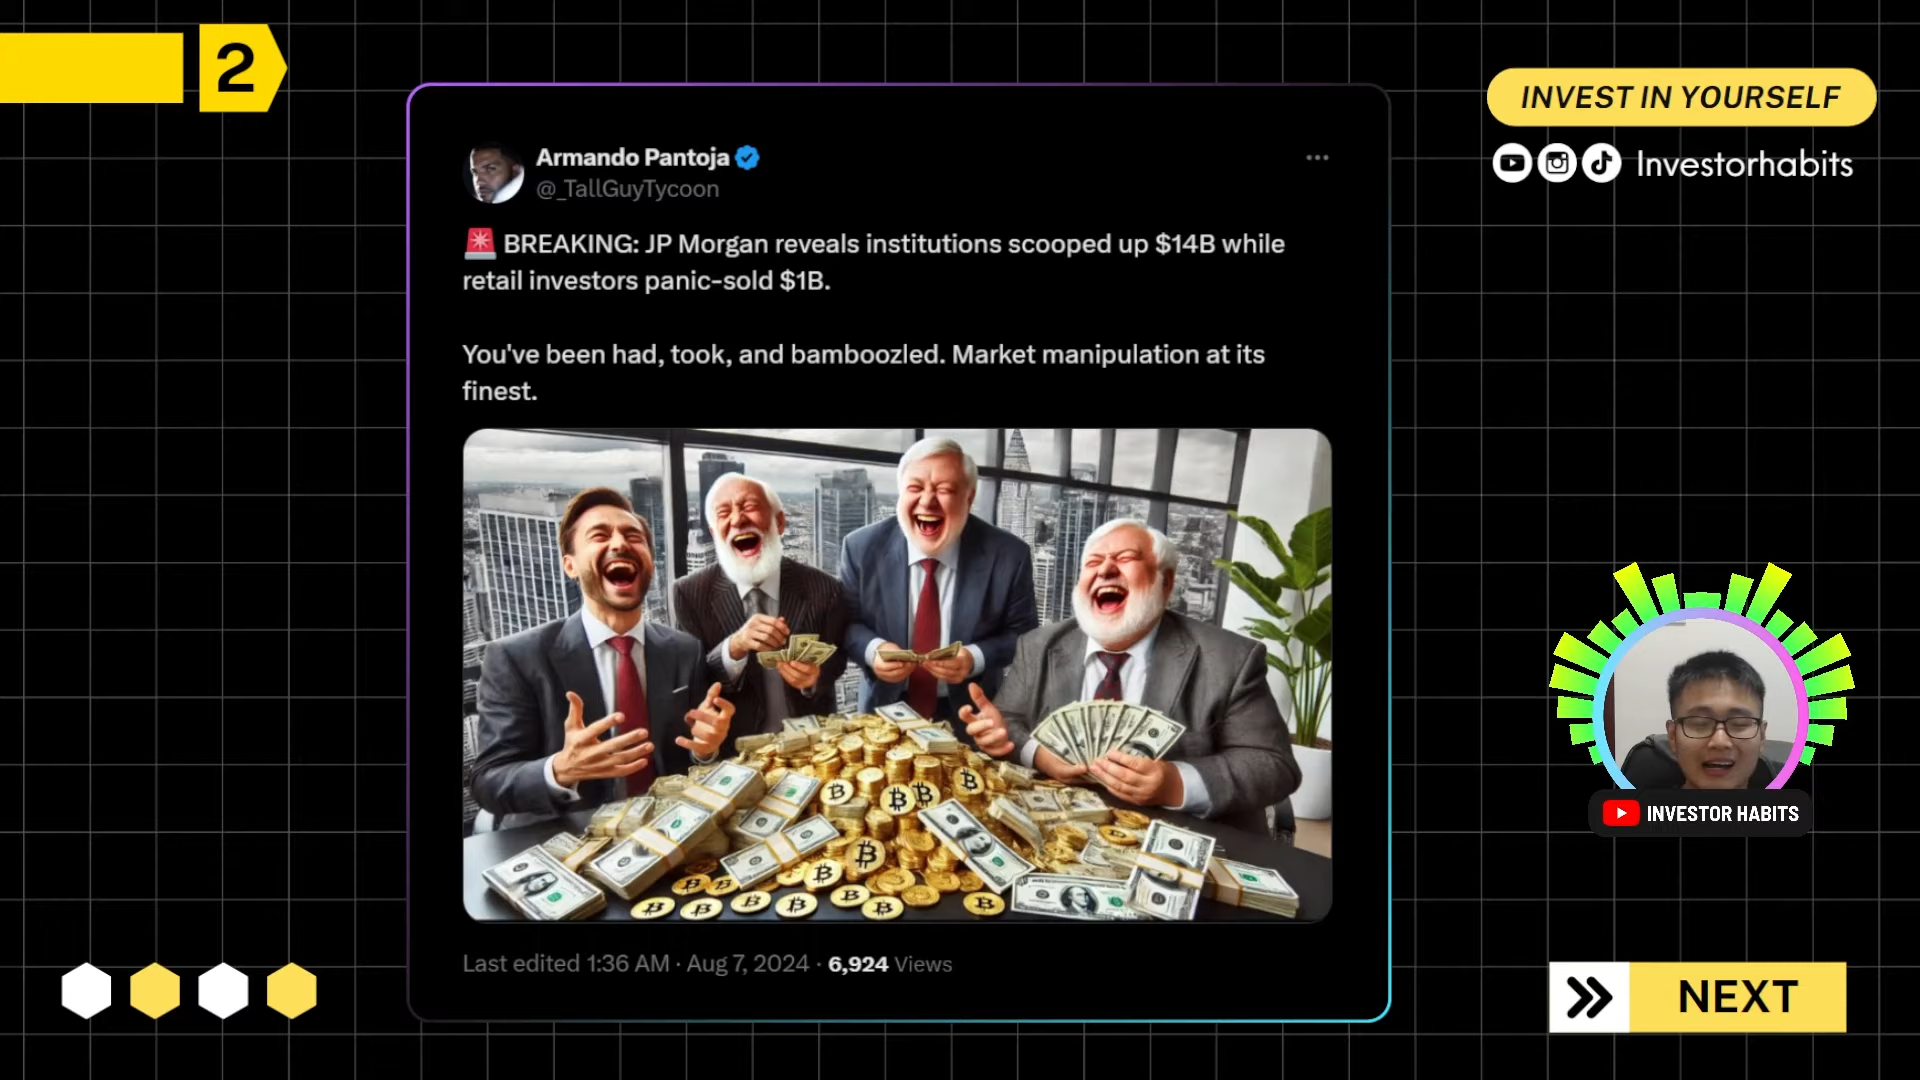 2
INVEST IN YOURSELF
Investorhabits
Armando Pantoja
@_TallGuyTycoon
🚨 BREAKING: JP Morgan reveals institutions scooped up $14B while
retail investors panic-sold $1B.
You've been had, took, and bamboozled. Market manipulation at its
finest.
Last edited 1:36 AM · Aug 7, 2024 · 6,924 Views
INVESTOR HABITS
NEXT